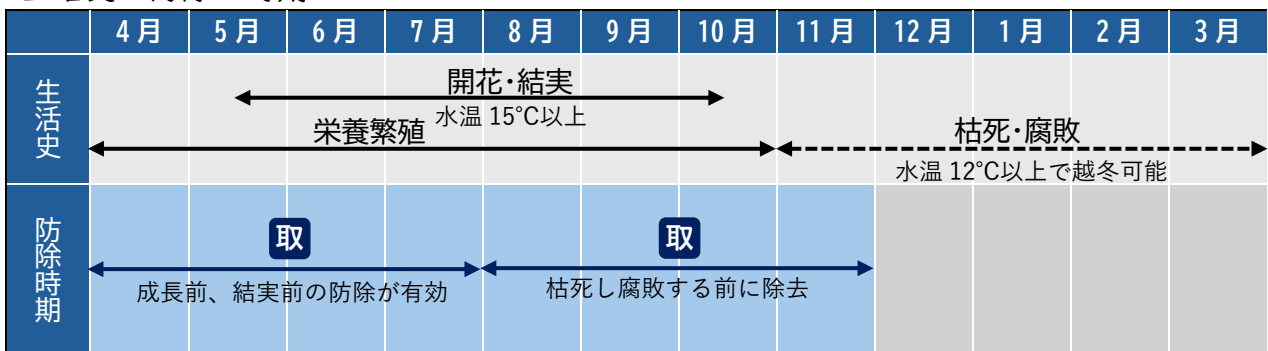 4月 5月 6月 7月 8月 9月 10月 11月 12月 1月 2月 3月
生活史
開花・結実
水温 15℃以上
栄養繁殖
枯死・腐敗
水温 12℃以上で越冬可能
防除時期
取
取
成長前、結実前の防除が有効
枯死し腐敗する前に除去